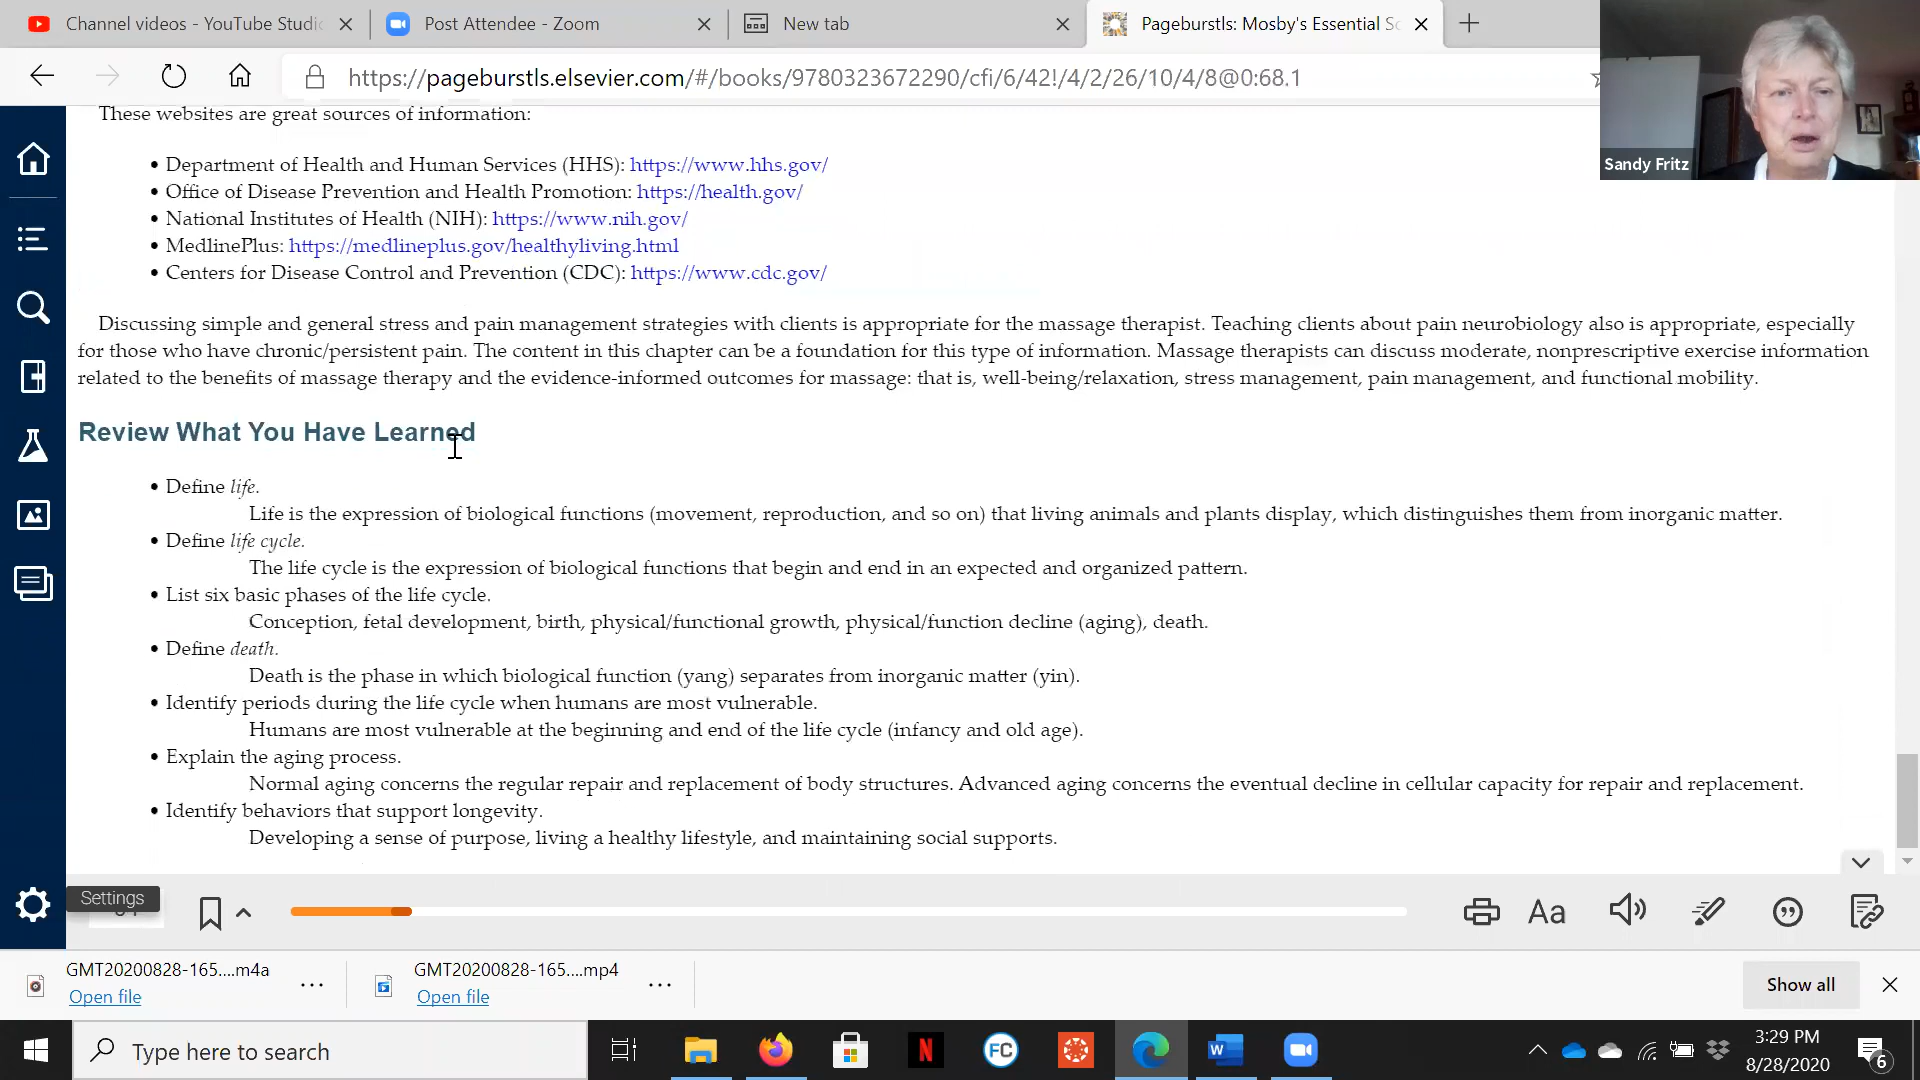 Channel videos - YouTube Studi
Post Attendee - Zoom
New tab
Pageburstls: Mosby's Essential Sc
https://pageburstls.elsevier.com/#/books/9780323672290/cfi/6/42!/4/2/26/10/4/8@0:68.1
Sandy Fritz
These websites are great sources of information:
• Department of Health and Human Services (HHS): https://www.hhs.gov/
• Office of Disease Prevention and Health Promotion: https://health.gov/
• National Institutes of Health (NIH): https://www.nih.gov/
• MedlinePlus: https://medlineplus.gov/healthyliving.html
• Centers for Disease Control and Prevention (CDC): https://www.cdc.gov/
Discussing simple and general stress and pain management strategies with clients is appropriate for the massage therapist. Teaching clients about pain neurobiology also is appropriate, especially
for those who have chronic/persistent pain. The content in this chapter can be a foundation for this type of information. Massage therapists can discuss moderate, nonprescriptive exercise information
related to the benefits of massage therapy and the evidence-informed outcomes for massage: that is, well-being/relaxation, stress management, pain management, and functional mobility.
Review What You Have Learned
• Define life.
Life is the expression of biological functions (movement, reproduction, and so on) that living animals and plants display, which distinguishes them from inorganic matter.
• Define life cycle.
The life cycle is the expression of biological functions that begin and end in an expected and organized pattern.
• List six basic phases of the life cycle.
Conception, fetal development, birth, physical/functional growth, physical/function decline (aging), death.
• Define death.
Death is the phase in which biological function (yang) separates from inorganic matter (yin).
• Identify periods during the life cycle when humans are most vulnerable.
Humans are most vulnerable at the beginning and end of the life cycle (infancy and old age).
• Explain the aging process.
Normal aging concerns the regular repair and replacement of body structures. Advanced aging concerns the eventual decline in cellular capacity for repair and replacement.
• Identify behaviors that support longevity.
Developing a sense of purpose, living a healthy lifestyle, and maintaining social supports.
Settings
Aa
GMT20200828-165....m4a
Open file
GMT20200828-165....mp4
Open file
Show all
Type here to search
N
FC
W
3:29 PM
8/28/2020
6